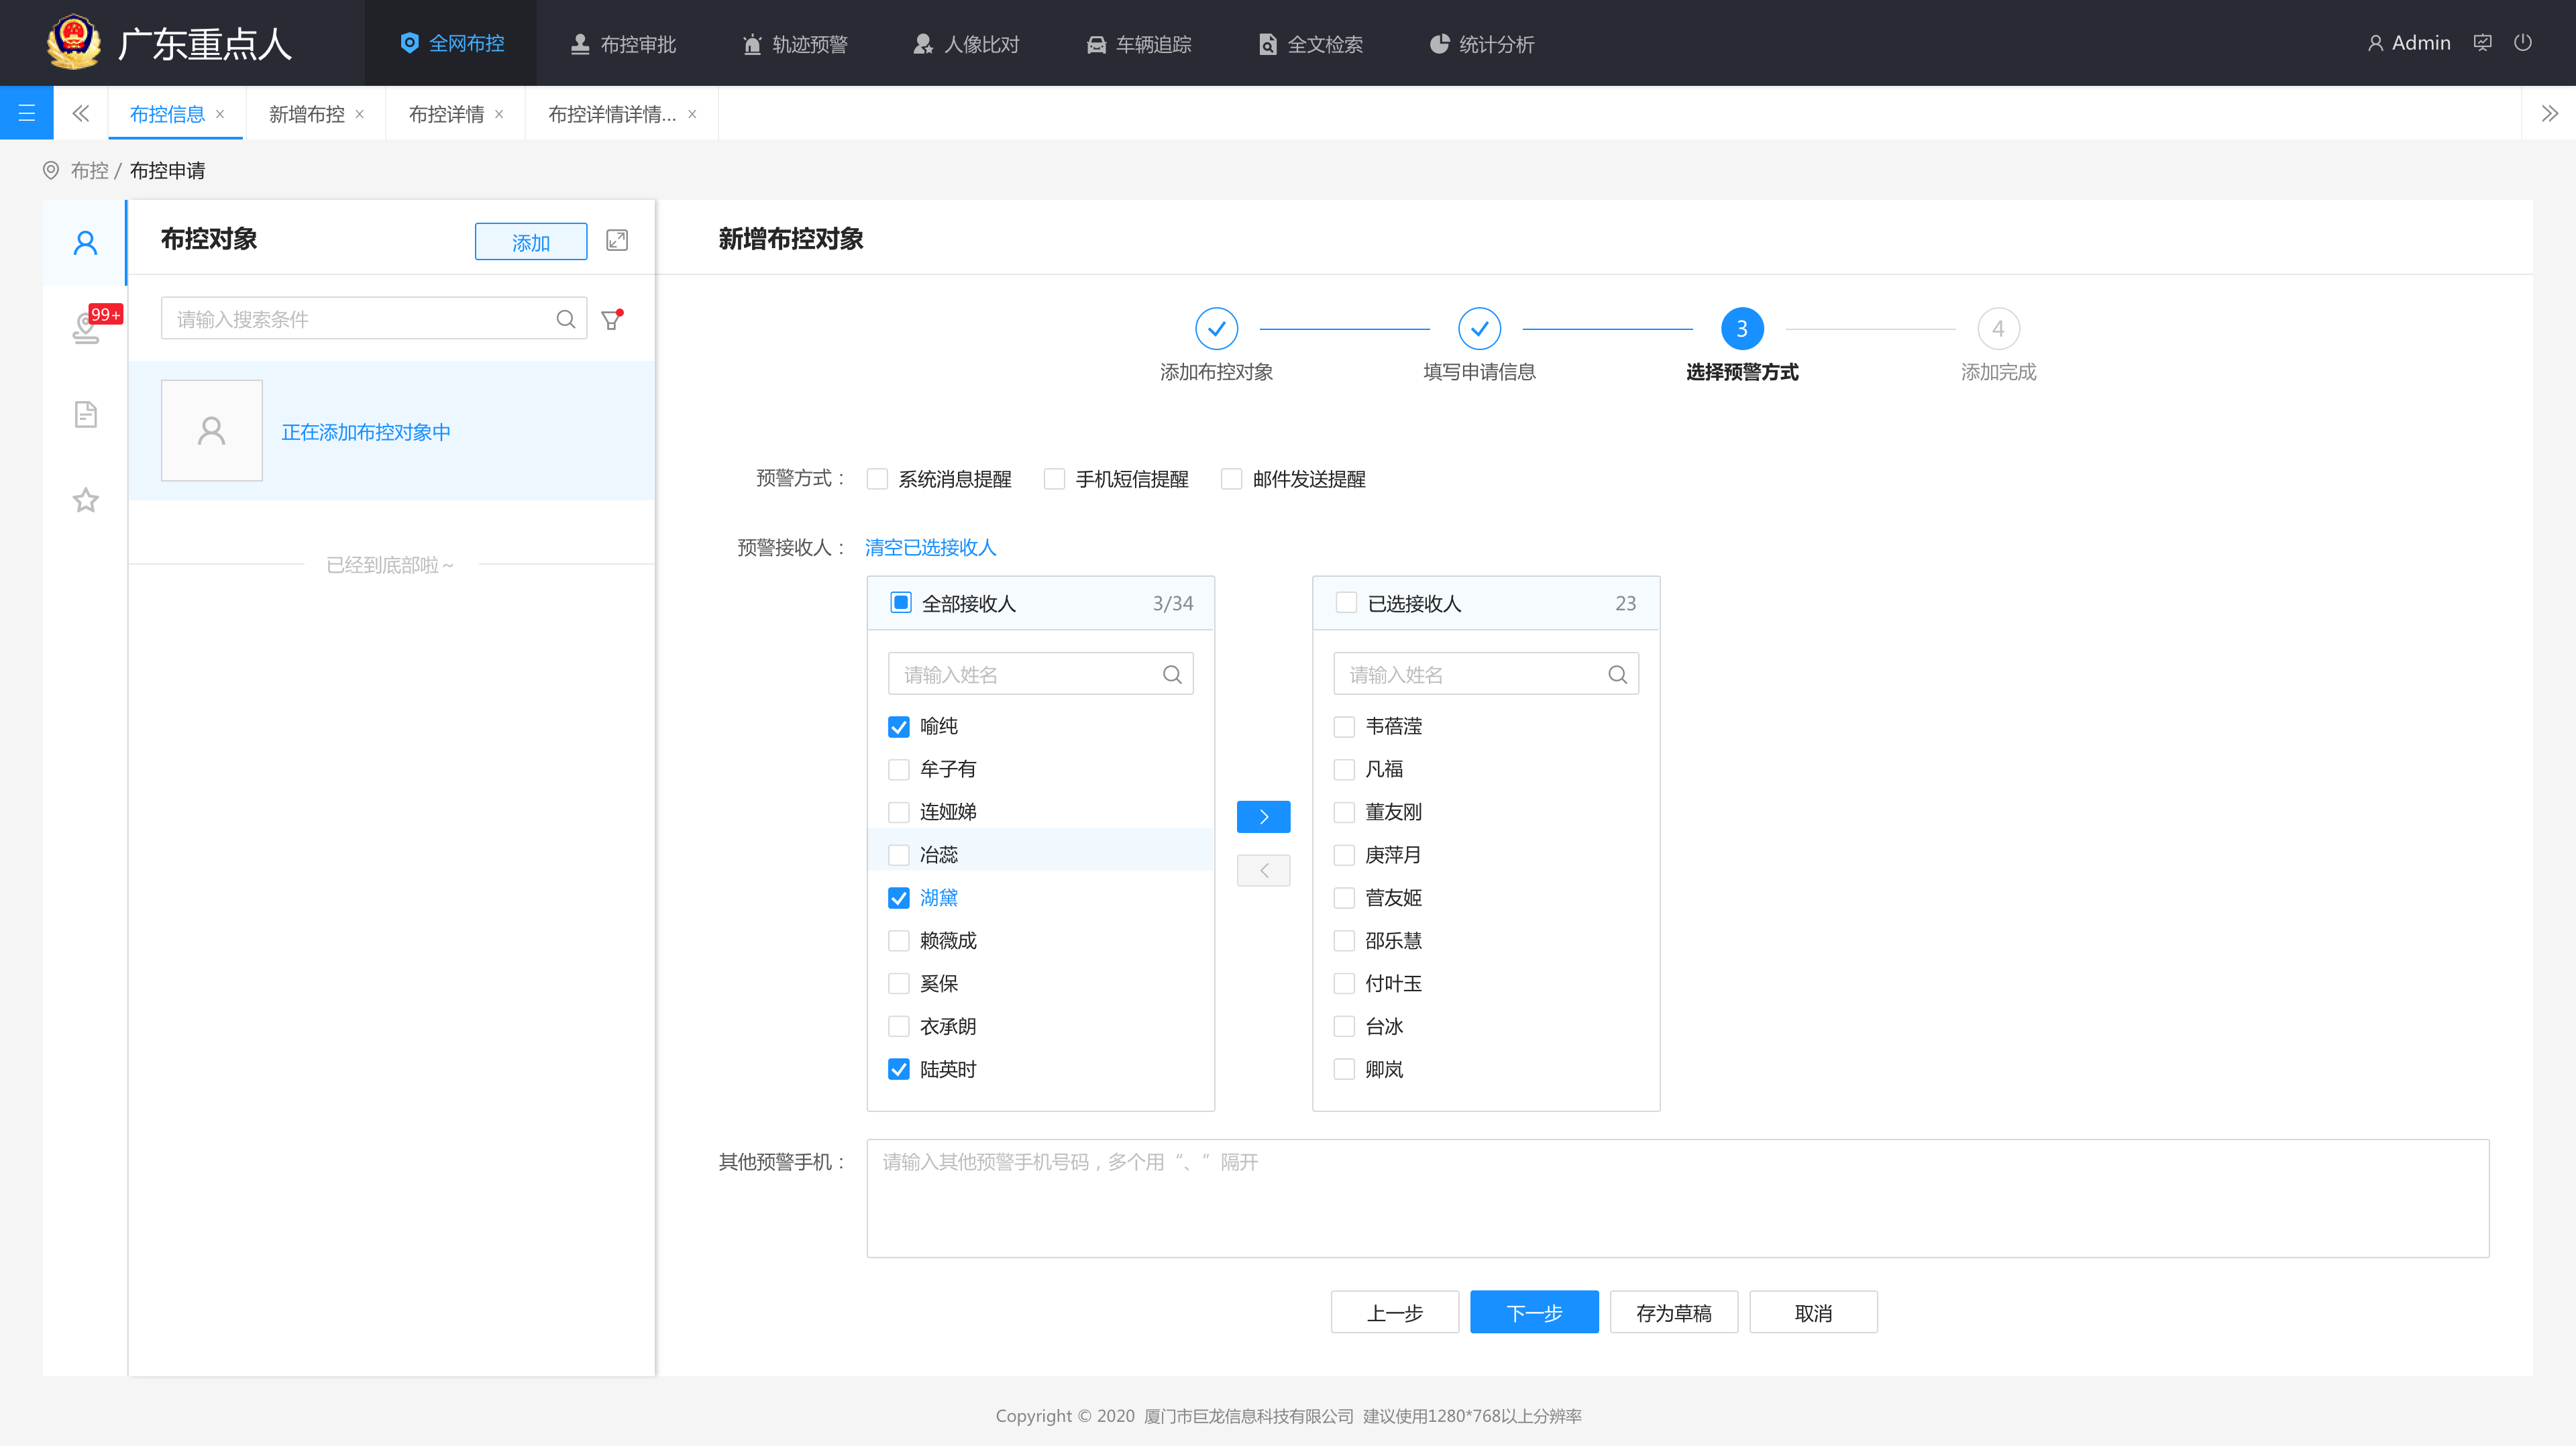 广东重点人
全网布控
布控审批
轨迹预警
人像比对
车辆追踪
全文检索
统计分析
Admin
布控信息
新增布控
布控详情
布控详情详情...
布控 / 布控申请
布控对象
添加
新增布控对象
99+
请输入搜索条件
3
4
添加布控对象
填写申请信息
选择预警方式
添加完成
正在添加布控对象中
已经到底部啦~
预警方式：
系统消息提醒
手机短信提醒
邮件发送提醒
预警接收人：
清空已选接收人
全部接收人 3/34
请输入姓名
喻纯
牟子有
连娅娣
冶蕊
湖黛
赖薇成
奚保
衣承朗
陆英时
已选接收人 23
请输入姓名
韦蓓滢
凡福
董友刚
庚萍月
菅友姬
邵乐慧
付叶玉
台冰
卿岚
其他预警手机：
请输入其他预警手机号码，多个用“、”隔开
上一步
下一步
存为草稿
取消
Copyright © 2020 厦门市巨龙信息科技有限公司 建议使用1280*768以上分辨率